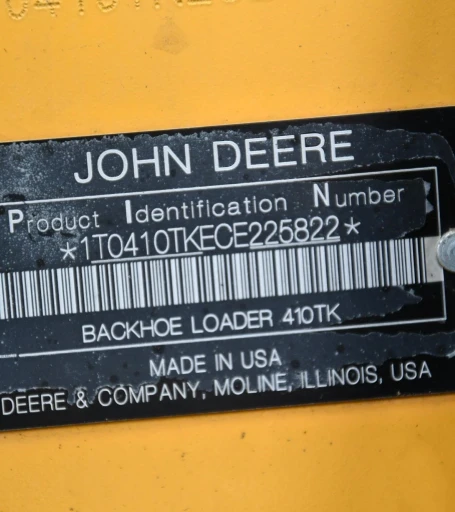 JOHN DEERE
Product Identification Number
*1T0410TKECE225822*
BACKHOE LOADER 410TK
MADE IN USA
DEERE & COMPANY, MOLINE, ILLINOIS, USA